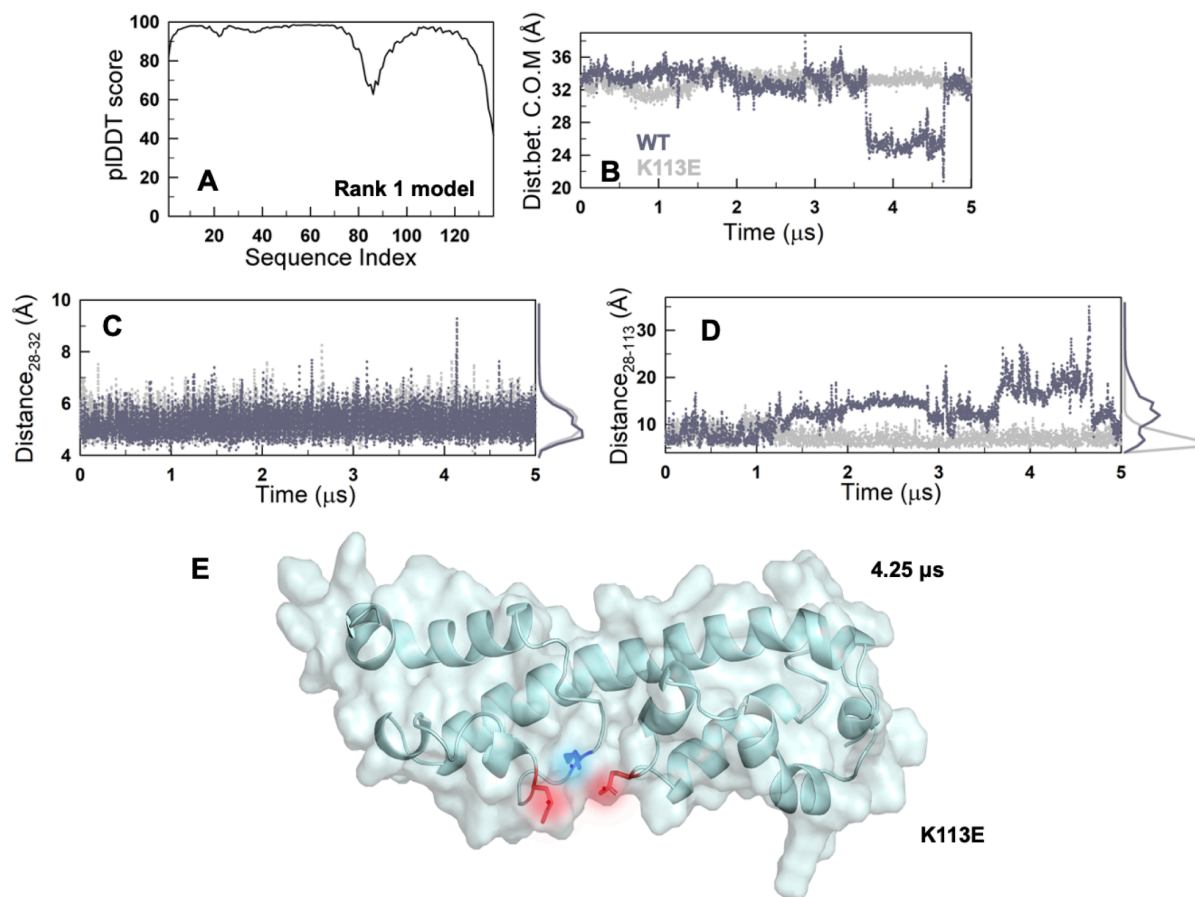 100
80
60
40
20
0
plDDT score
A
Rank 1 model
20 40 60 80 100 120
Sequence Index
36
32
28
24
20
Dist.bet. C.O.M (Å)
WT
K113E
B
0 1 2 3 4 5
Time (μs)
10
8
6
4
Distance28-32 (Å)
C
0 1 2 3 4 5
Time (μs)
30
20
10
Distance28-113 (Å)
D
0 1 2 3 4 5
Time (μs)
E
4.25 μs
K113E